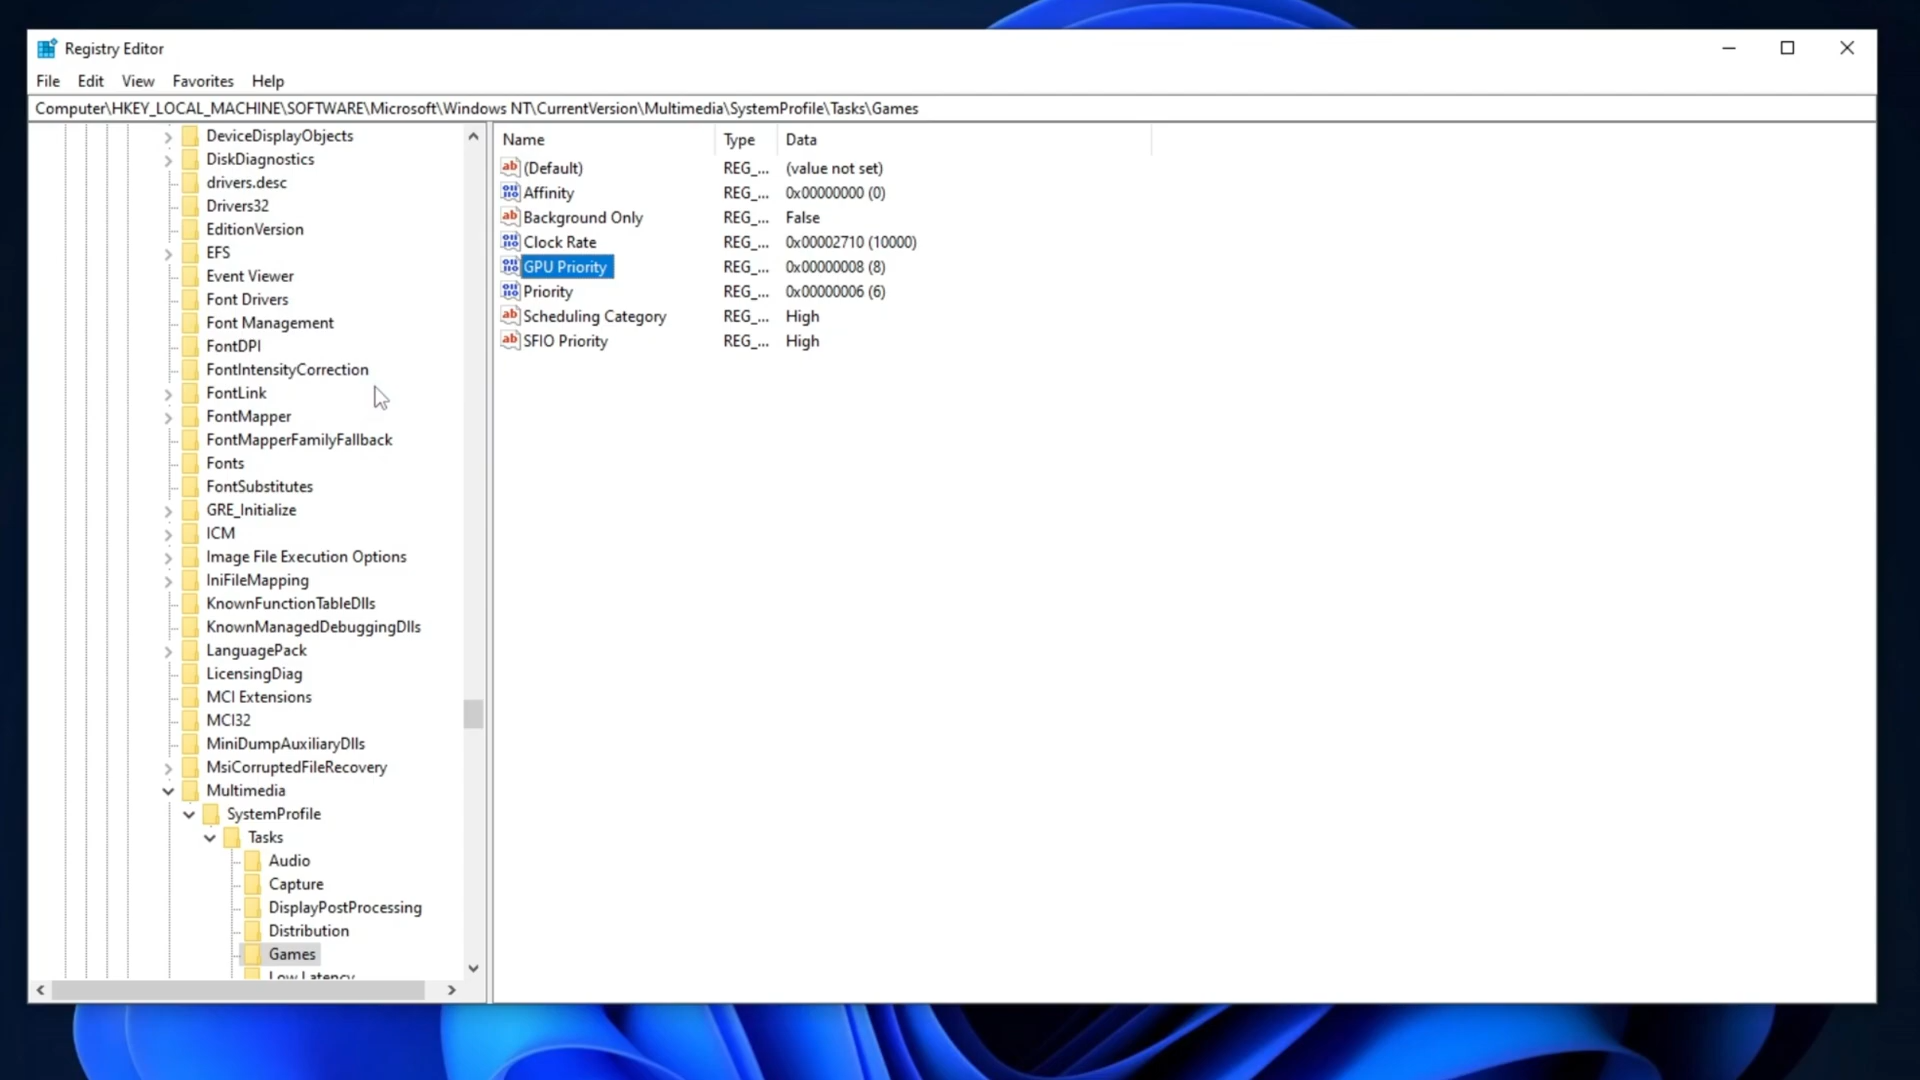 Registry Editor
File Edit View Favorites Help
Computer\HKEY_LOCAL_MACHINE\SOFTWARE\Microsoft\Windows NT\CurrentVersion\Multimedia\SystemProfile\Tasks\Games
DeviceDisplayObjects
DiskDiagnostics
drivers.desc
Drivers32
EditionVersion
EFS
Event Viewer
Font Drivers
Font Management
FontDPI
FontIntensityCorrection
FontLink
FontMapper
FontMapperFamilyFallback
Fonts
FontSubstitutes
GRE_Initialize
ICM
Image File Execution Options
IniFileMapping
KnownFunctionTableDlls
KnownManagedDebuggingDlls
LanguagePack
LicensingDiag
MCI Extensions
MCI32
MiniDumpAuxiliaryDlls
MsiCorruptedFileRecovery
Multimedia
SystemProfile
Tasks
Audio
Capture
DisplayPostProcessing
Distribution
Games
Low Latency
Name Type Data
(Default) REG_... (value not set)
Affinity REG_... 0x00000000 (0)
Background Only REG_... False
Clock Rate REG_... 0x00002710 (10000)
GPU Priority REG_... 0x00000008 (8)
Priority REG_... 0x00000006 (6)
Scheduling Category REG_... High
SFIO Priority REG_... High